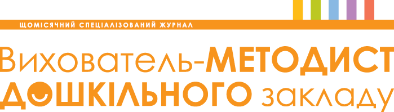 ЩОМІСЯЧНИЙ СПЕЦІАЛІЗОВАНИЙ ЖУРНАЛ
Вихователь-МЕТОДИСТ
ДОШКІЛЬНОГО закладу